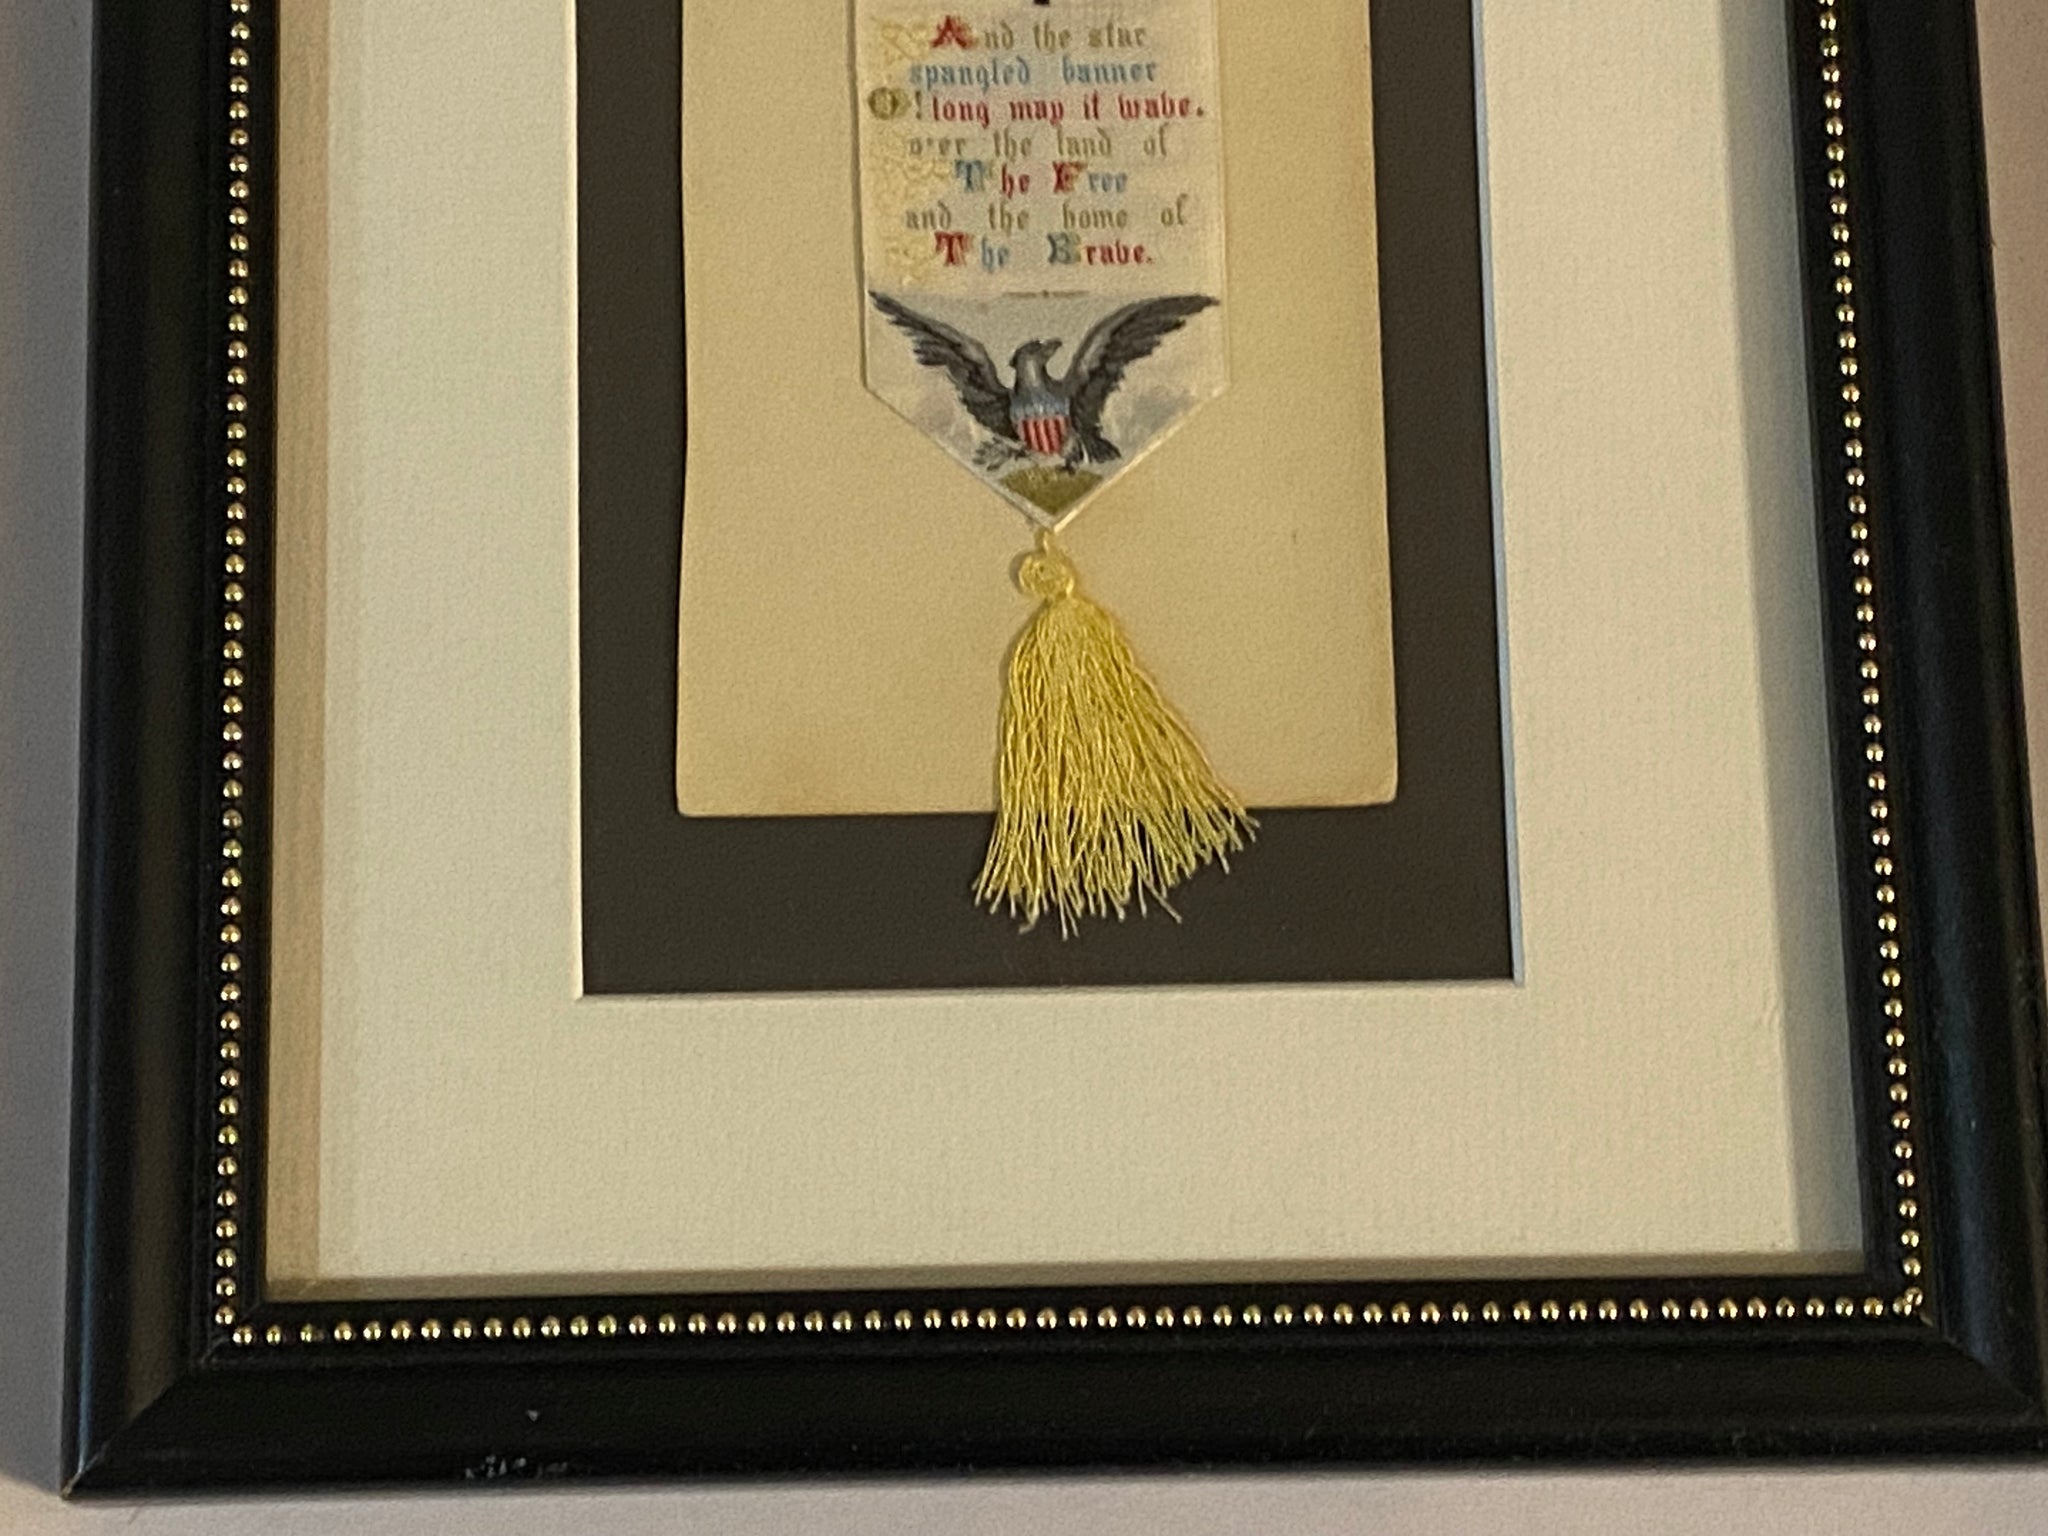 And the star
spangled banner
O! long may it wave.
o'er the land of
The Free
and the home of
The Brave.